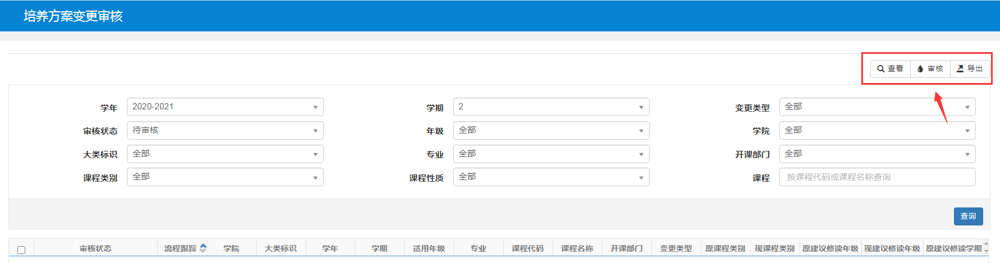 培养方案变更审核
查看 审核 导出
学年 2020-2021 学期 2 变更类型 全部
审核状态 待审核 年级 全部 学院 全部
大类标识 全部 专业 全部 开课部门 全部
课程类别 全部 课程性质 全部 课程 按课程代码或课程名称查询
查询
审核状态 流程跟踪 学院 大类标识 学年 学期 适用年级 专业 课程代码 课程名称 开课部门 变更类型 原课程类别 现课程类别 原建议修读年级 现建议修读年级 原建议修读学期